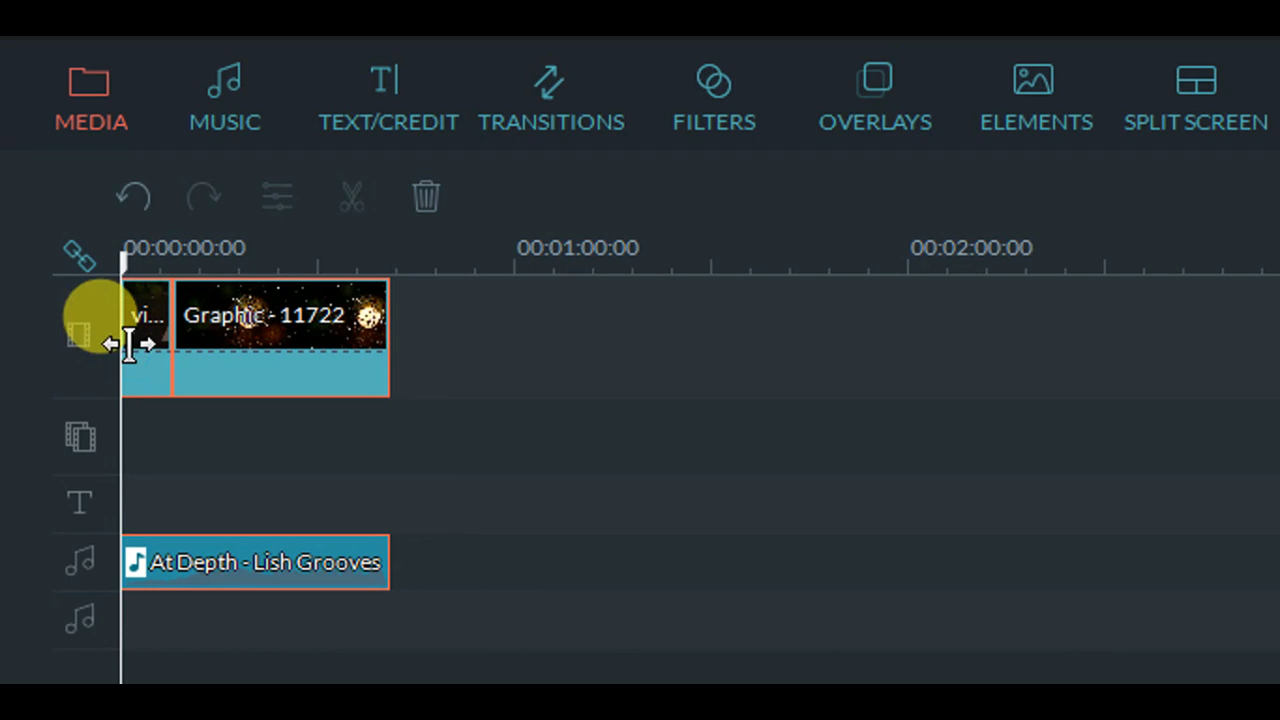 MEDIA MUSIC TEXT/CREDIT TRANSITIONS FILTERS OVERLAYS ELEMENTS SPLIT SCREEN
00:00:00:00 00:01:00:00 00:02:00:00
vi... Graphic - 11722
T
At Depth - Lish Grooves